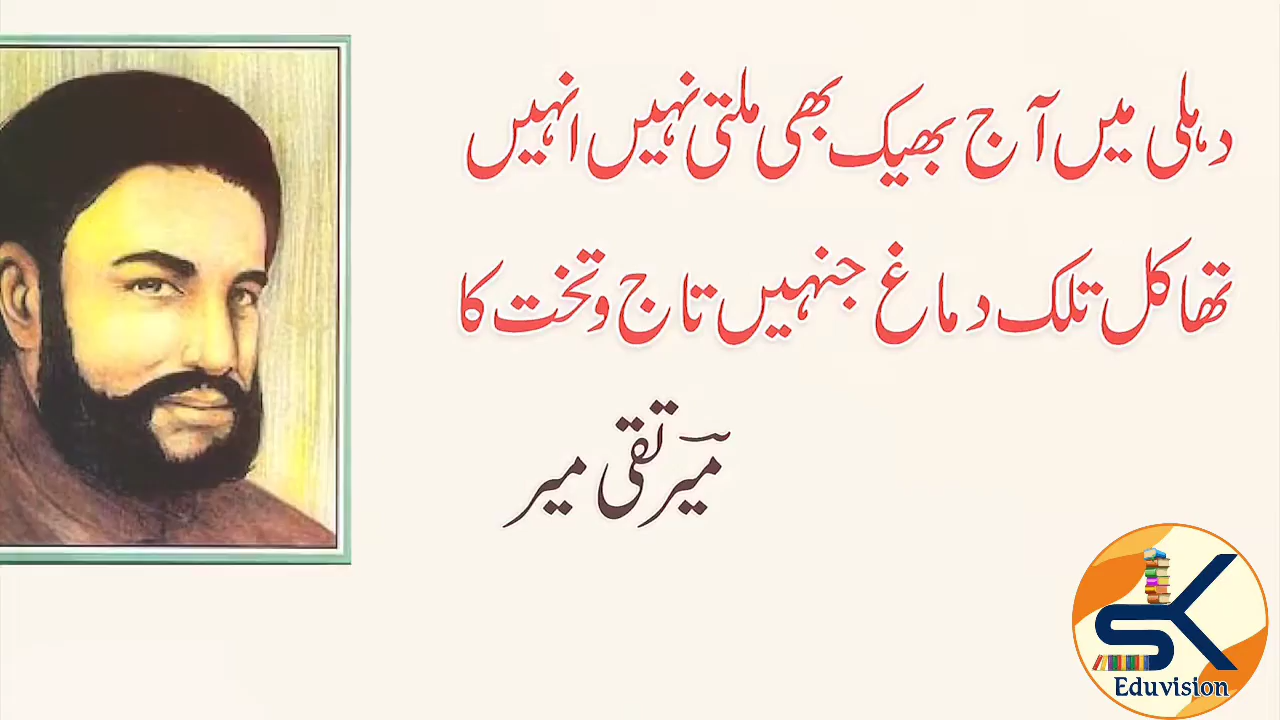 دہلی میں آج بھیک بھی ملتی نہیں انہیں
تھا کل تلک دماغ جنہیں تاج و تخت کا
میرؔ تقی میر
SK
Eduvision